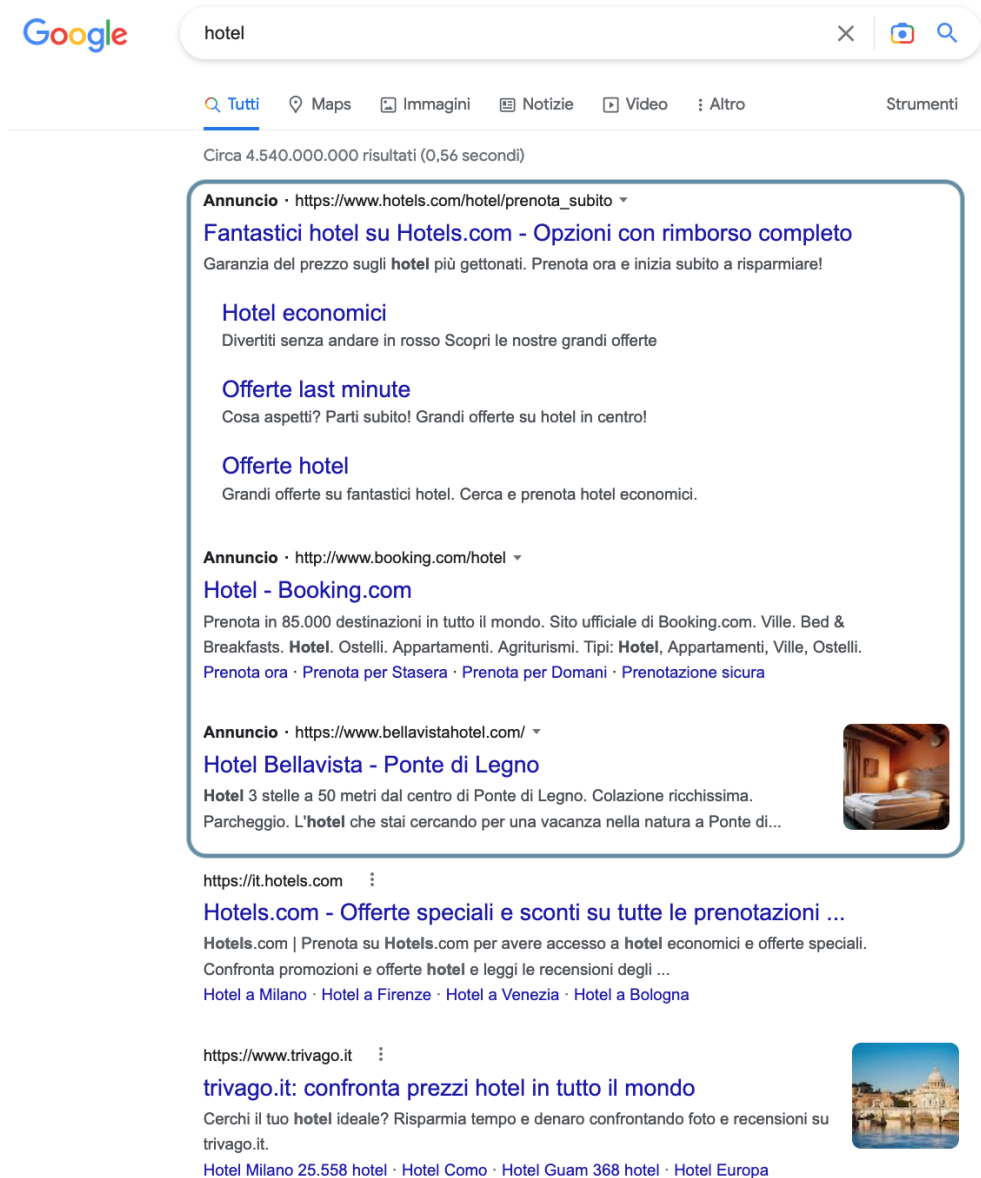 Google
hotel
Tutti Maps Immagini Notizie Video Altro Strumenti
Circa 4.540.000.000 risultati (0,56 secondi)
Annuncio · https://www.hotels.com/hotel/prenota_subito
Fantastici hotel su Hotels.com - Opzioni con rimborso completo
Garanzia del prezzo sugli hotel più gettonati. Prenota ora e inizia subito a risparmiare!
Hotel economici
Divertiti senza andare in rosso Scopri le nostre grandi offerte
Offerte last minute
Cosa aspetti? Parti subito! Grandi offerte su hotel in centro!
Offerte hotel
Grandi offerte su fantastici hotel. Cerca e prenota hotel economici.
Annuncio · http://www.booking.com/hotel
Hotel - Booking.com
Prenota in 85.000 destinazioni in tutto il mondo. Sito ufficiale di Booking.com. Ville. Bed &
Breakfasts. Hotel. Ostelli. Appartamenti. Agriturismi. Tipi: Hotel, Appartamenti, Ville, Ostelli.
Prenota ora · Prenota per Stasera · Prenota per Domani · Prenotazione sicura
Annuncio · https://www.bellavistahotel.com/
Hotel Bellavista - Ponte di Legno
Hotel 3 stelle a 50 metri dal centro di Ponte di Legno. Colazione ricchissima.
Parcheggio. L'hotel che stai cercando per una vacanza nella natura a Ponte di...
https://it.hotels.com
Hotels.com - Offerte speciali e sconti su tutte le prenotazioni ...
Hotels.com | Prenota su Hotels.com per avere accesso a hotel economici e offerte speciali.
Confronta promozioni e offerte hotel e leggi le recensioni degli ...
Hotel a Milano · Hotel a Firenze · Hotel a Venezia · Hotel a Bologna
https://www.trivago.it
trivago.it: confronta prezzi hotel in tutto il mondo
Cerchi il tuo hotel ideale? Risparmia tempo e denaro confrontando foto e recensioni su
trivago.it.
Hotel Milano 25.558 hotel · Hotel Como · Hotel Guam 368 hotel · Hotel Europa